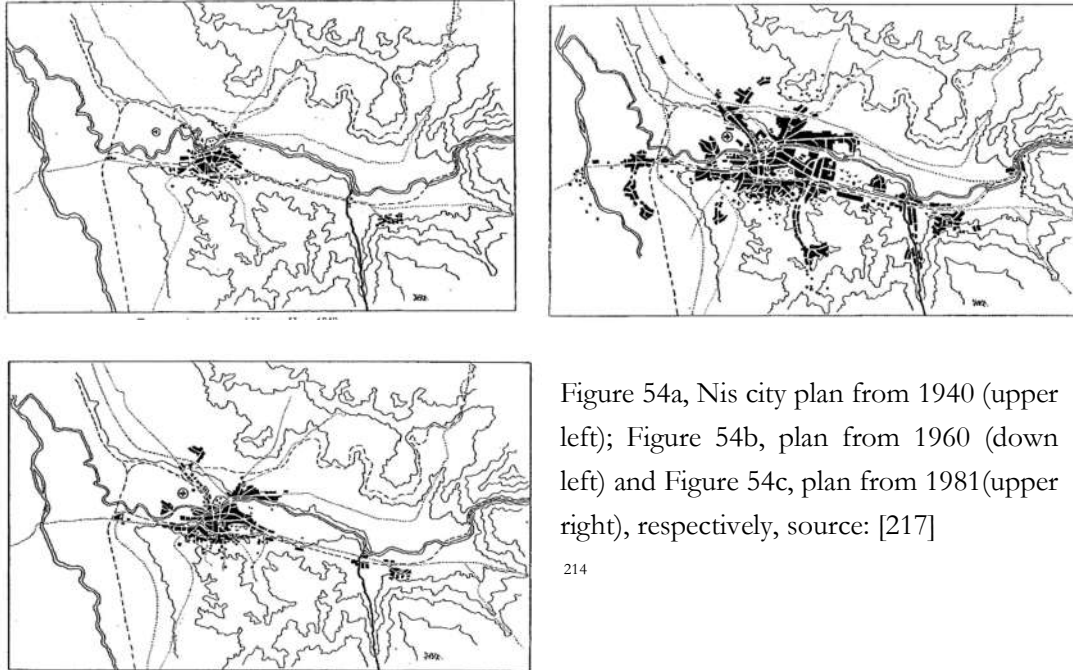 Figure 54a, Nis city plan from 1940 (upper
left); Figure 54b, plan from 1960 (down
left) and Figure 54c, plan from 1981(upper
right), respectively, source: [217]
214